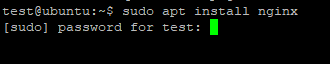 test@ubuntu:~$ sudo apt install nginx
[sudo] password for test: